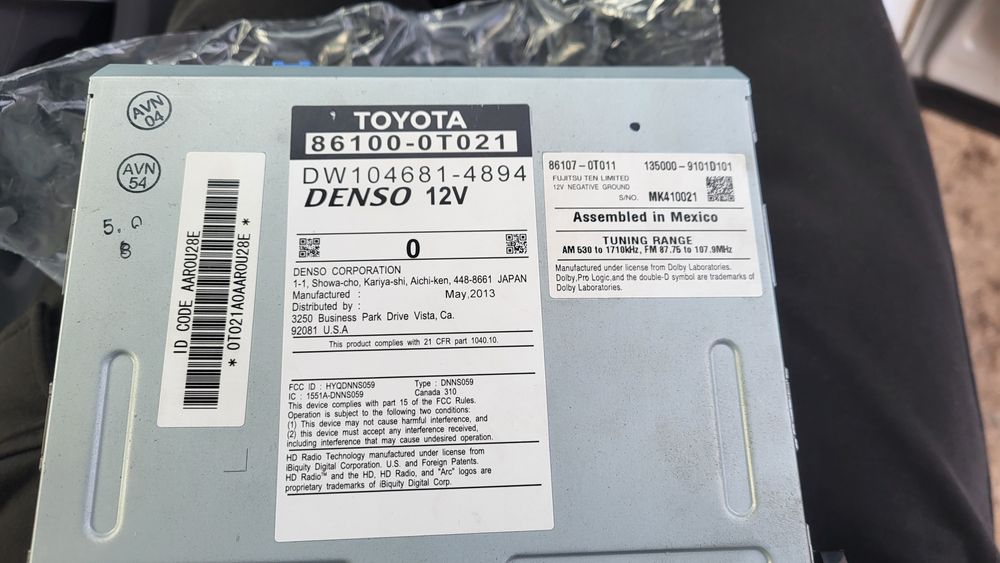 AVN
04
AVN
54
5.0
8
ID CODE AAR0U28E
* 0T021A0AAR0U28E *
TOYOTA
86100-0T021
DW104681-4894
DENSO 12V
0
DENSO CORPORATION
1-1, Showa-cho, Kariya-shi, Aichi-ken, 448-8661 JAPAN
Manufactured : May,2013
Distributed by :
3250 Business Park Drive Vista, Ca.
92081 U.S.A
This product complies with 21 CFR part 1040.10.
FCC ID : HYQDNNS059 Type : DNNS059
IC : 1551A-DNNS059 Canada 310
This device complies with part 15 of the FCC Rules.
Operation is subject to the following two conditions:
(1) This device may not cause harmful interference, and
(2) this device must accept any interference received,
including interference that may cause undesired operation.
HD Radio Technology manufactured under license from
iBiquity Digital Corporation. U.S. and Foreign Patents.
HD Radio™ and the HD, HD Radio, and "Arc" logos are
proprietary trademarks of iBiquity Digital Corp.
86107-0T011 135000-9101D101
FUJITSU TEN LIMITED
12V NEGATIVE GROUND
S/NO. MK410021
Assembled in Mexico
TUNING RANGE
AM 530 to 1710kHz, FM 87.75 to 107.9MHz
Manufactured under license from Dolby Laboratories.
Dolby,Pro Logic,and the double-D symbol are trademarks of
Dolby Laboratories.